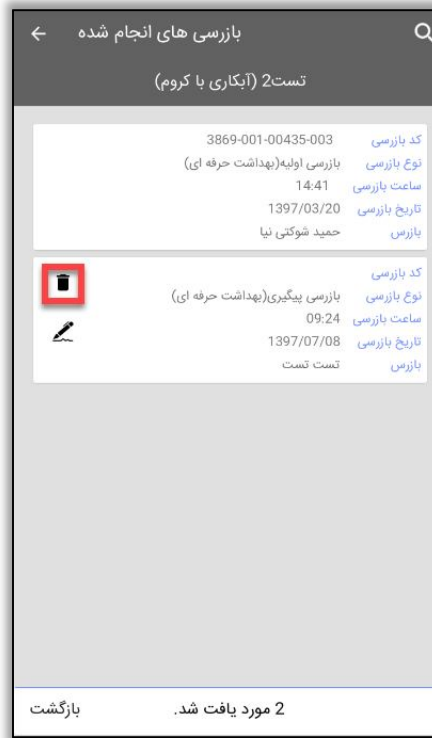 بازرسی های انجام شده
تست2 (آبکاری با کروم)
کد بازرسی 3869-001-00435-003
نوع بازرسی بازرسی اولیه(بهداشت حرفه ای)
ساعت بازرسی 14:41
تاریخ بازرسی 1397/03/20
بازرس حمید شوکتی نیا
کد بازرسی
نوع بازرسی بازرسی پیگیری(بهداشت حرفه ای)
ساعت بازرسی 09:24
تاریخ بازرسی 1397/07/08
بازرس تست تست
2 مورد یافت شد. بازگشت